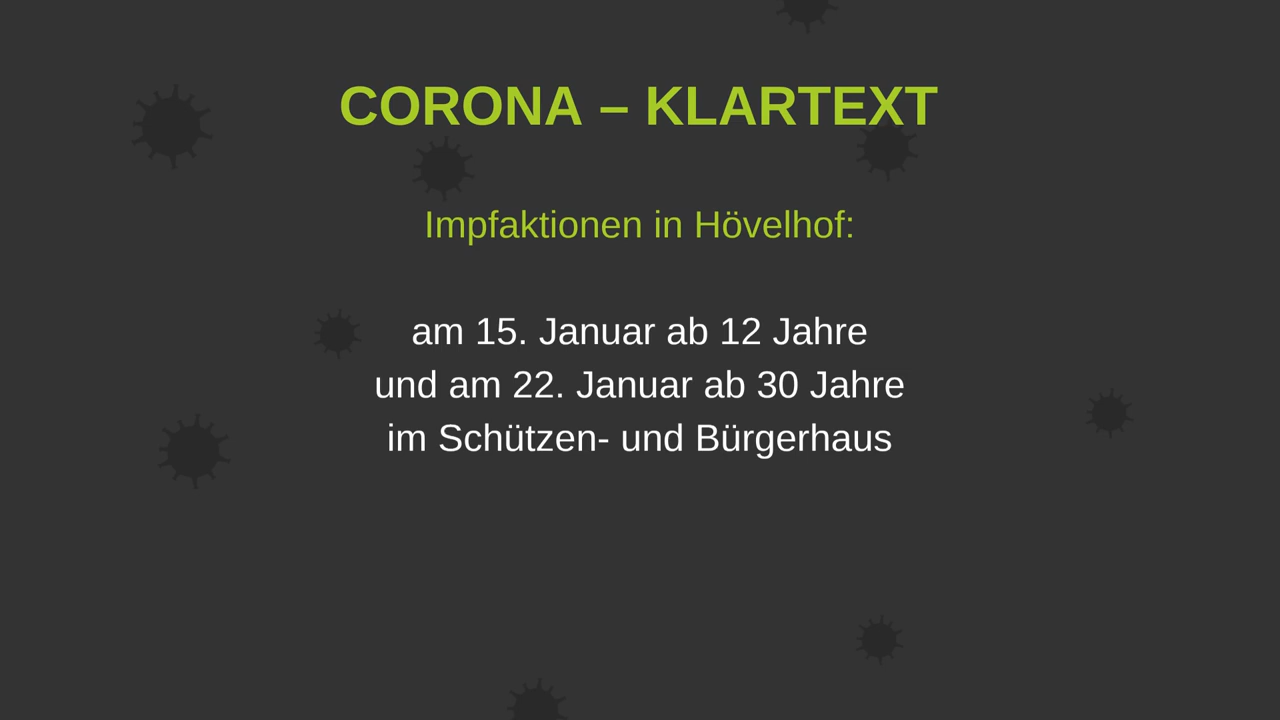 CORONA – KLARTEXT
Impfaktionen in Hövelhof:
am 15. Januar ab 12 Jahre
und am 22. Januar ab 30 Jahre
im Schützen- und Bürgerhaus